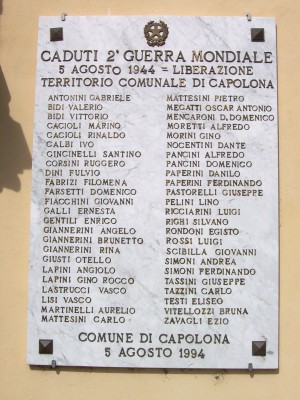 CADUTI 2ª GUERRA MONDIALE
5 AGOSTO 1944 = LIBERAZIONE
TERRITORIO COMUNALE DI CAPOLONA
ANTONINI GABRIELE
BIDI VALERIO
BIDI VITTORIO
CACIOLI MARINO
CACIOLI RINALDO
CALBI IVO
CINCINELLI SANTINO
CORSINI RUGGERO
DINI FULVIO
FABRIZI FILOMENA
FARSETTI DOMENICO
FIACCHINI GIOVANNI
GALLI ERNESTA
GENTILI ENRICO
GIANNERINI ANGELO
GIANNERINI BRUNETTO
GIANNERINI RINA
GIUSTI OTELLO
LAPINI ANGIOLO
LAPINI GINO ROCCO
LASTRUCCI VASCO
LISI VASCO
MARTINELLI AURELIO
MATTESINI CARLO
MATTESINI PIETRO
MEGATTI OSCAR ANTONIO
MENCARONI D. DOMENICO
MORETTI ALFREDO
MORINI GINO
NOCENTINI DANTE
PANCINI ALFREDO
PANCINI DOMENICO
PAPERINI DANILO
PAPERINI FERDINANDO
PASTORELLI GIUSEPPE
PELINI LINO
RICCIARINI LUIGI
RIGHI SILVANO
RONDONI EGISTO
ROSSI LUIGI
SCIBILLA GIOVANNI
SIMONI ANDREA
SIMONI FERDINANDO
TASSINI GIUSEPPE
TAZZINI CARLO
TESTI ELISEO
VITELLOZZI BRUNA
ZAVAGLI EZIO
COMUNE DI CAPOLONA
5 AGOSTO 1994